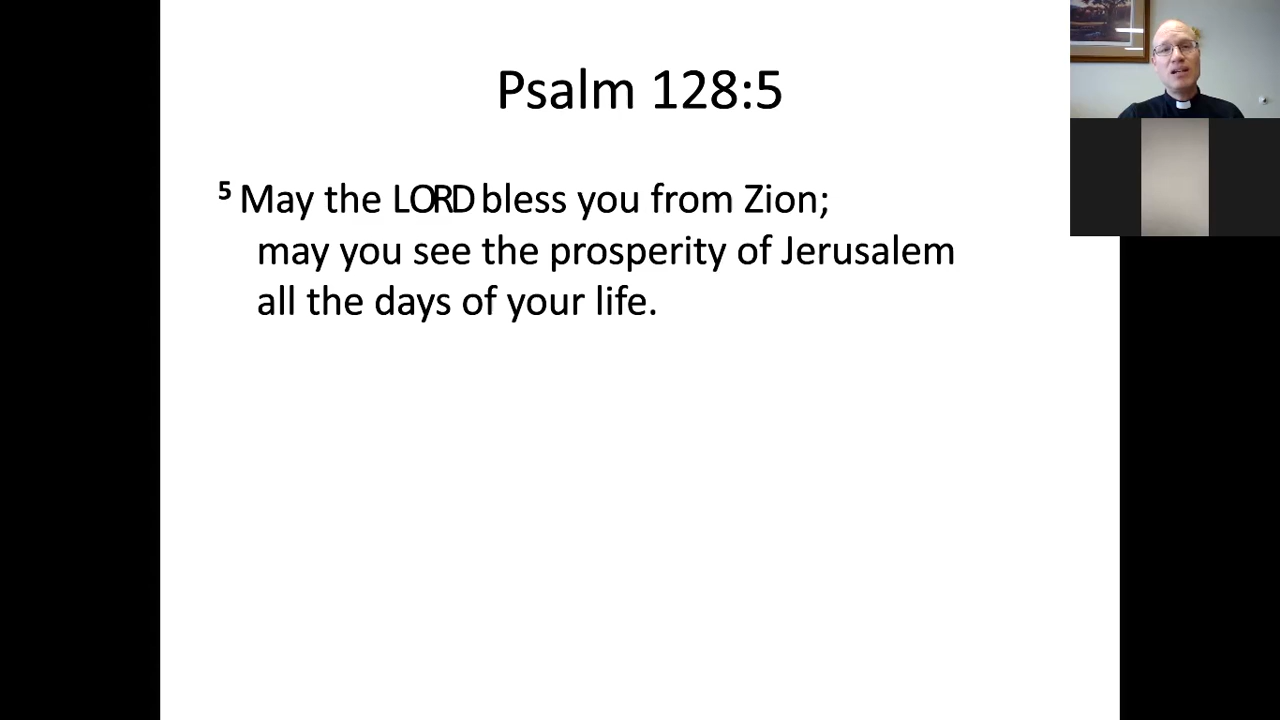 Psalm 128:5
5 May the LORD bless you from Zion;
may you see the prosperity of Jerusalem
all the days of your life.